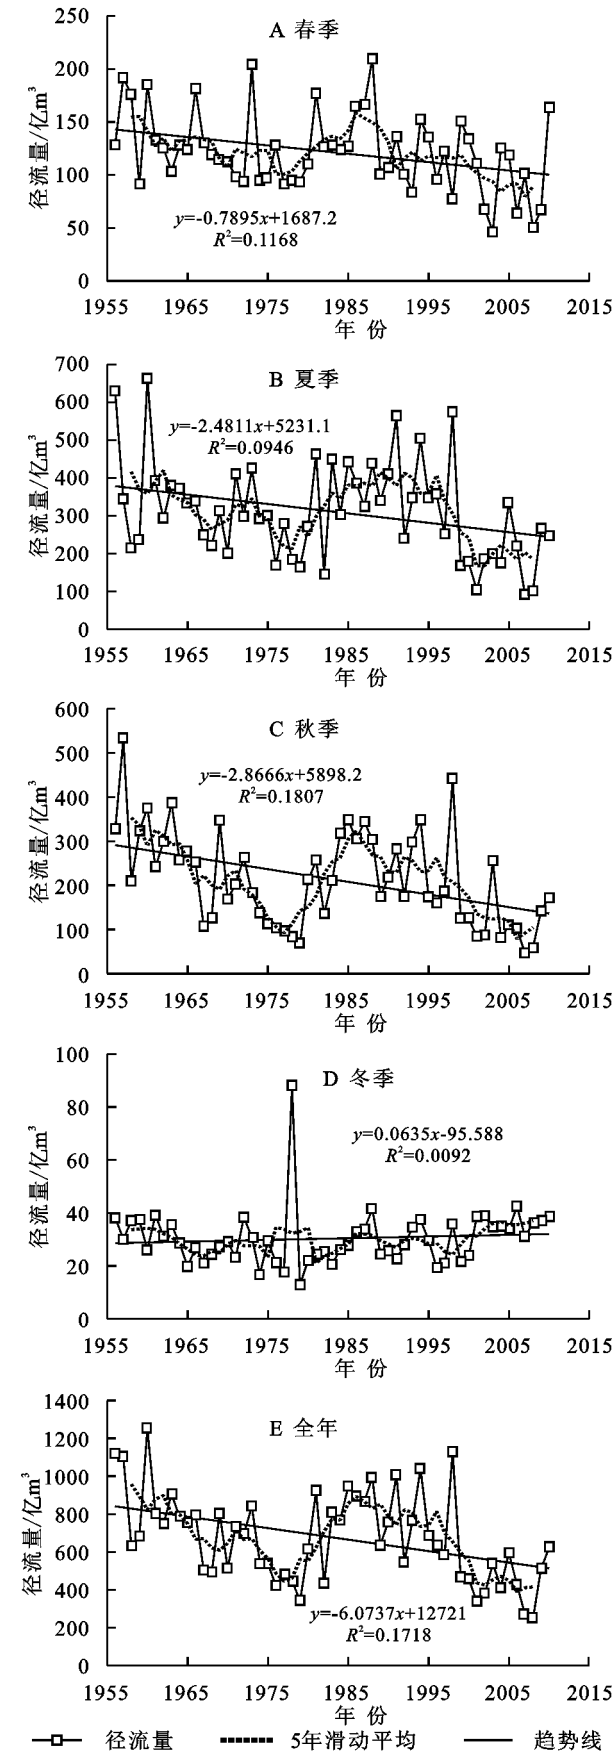 250
A 春季
200
150
100
50
0
径流量/亿m³
y=-0.7895x+1687.2
R²=0.1168
1955 1965 1975 1985 1995 2005 2015
年 份
700
B 夏季
600
500
400
300
200
100
0
径流量/亿m³
y=-2.4811x+5231.1
R²=0.0946
1955 1965 1975 1985 1995 2005 2015
年 份
600
C 秋季
500
400
300
200
100
0
径流量/亿m³
y=-2.8666x+5898.2
R²=0.1807
1955 1965 1975 1985 1995 2005 2015
年 份
100
D 冬季
80
60
40
20
0
径流量/亿m³
y=0.0635x-95.588
R²=0.0092
1955 1965 1975 1985 1995 2005 2015
年 份
1400
E 全年
1200
1000
800
600
400
200
0
径流量/亿m³
y=-6.0737x+12721
R²=0.1718
1955 1965 1975 1985 1995 2005 2015
年 份
径流量 5年滑动平均 趋势线